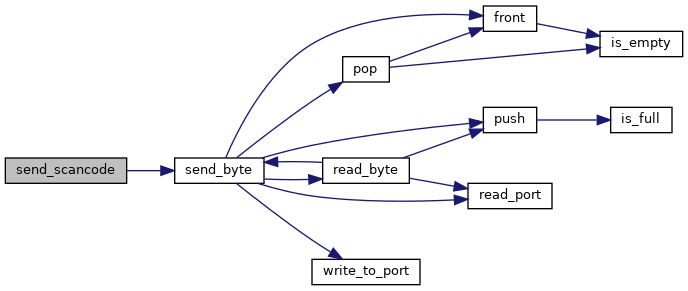 front
is_empty
pop
push
is_full
send_scancode
send_byte
read_byte
read_port
write_to_port